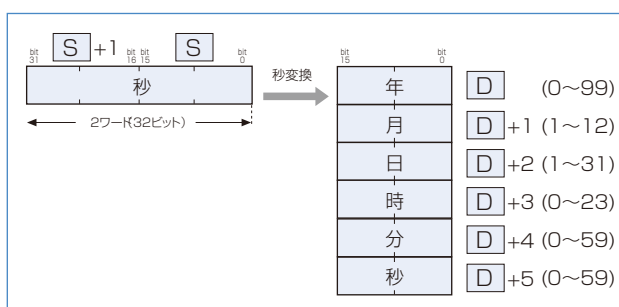 bit 31 S +1 bit 16 bit 15 S bit 0
秒
2ワード(32ビット)
秒変換
bit 15 bit 0
年 D (0～99)
月 D +1 (1～12)
日 D +2 (1～31)
時 D +3 (0～23)
分 D +4 (0～59)
秒 D +5 (0～59)